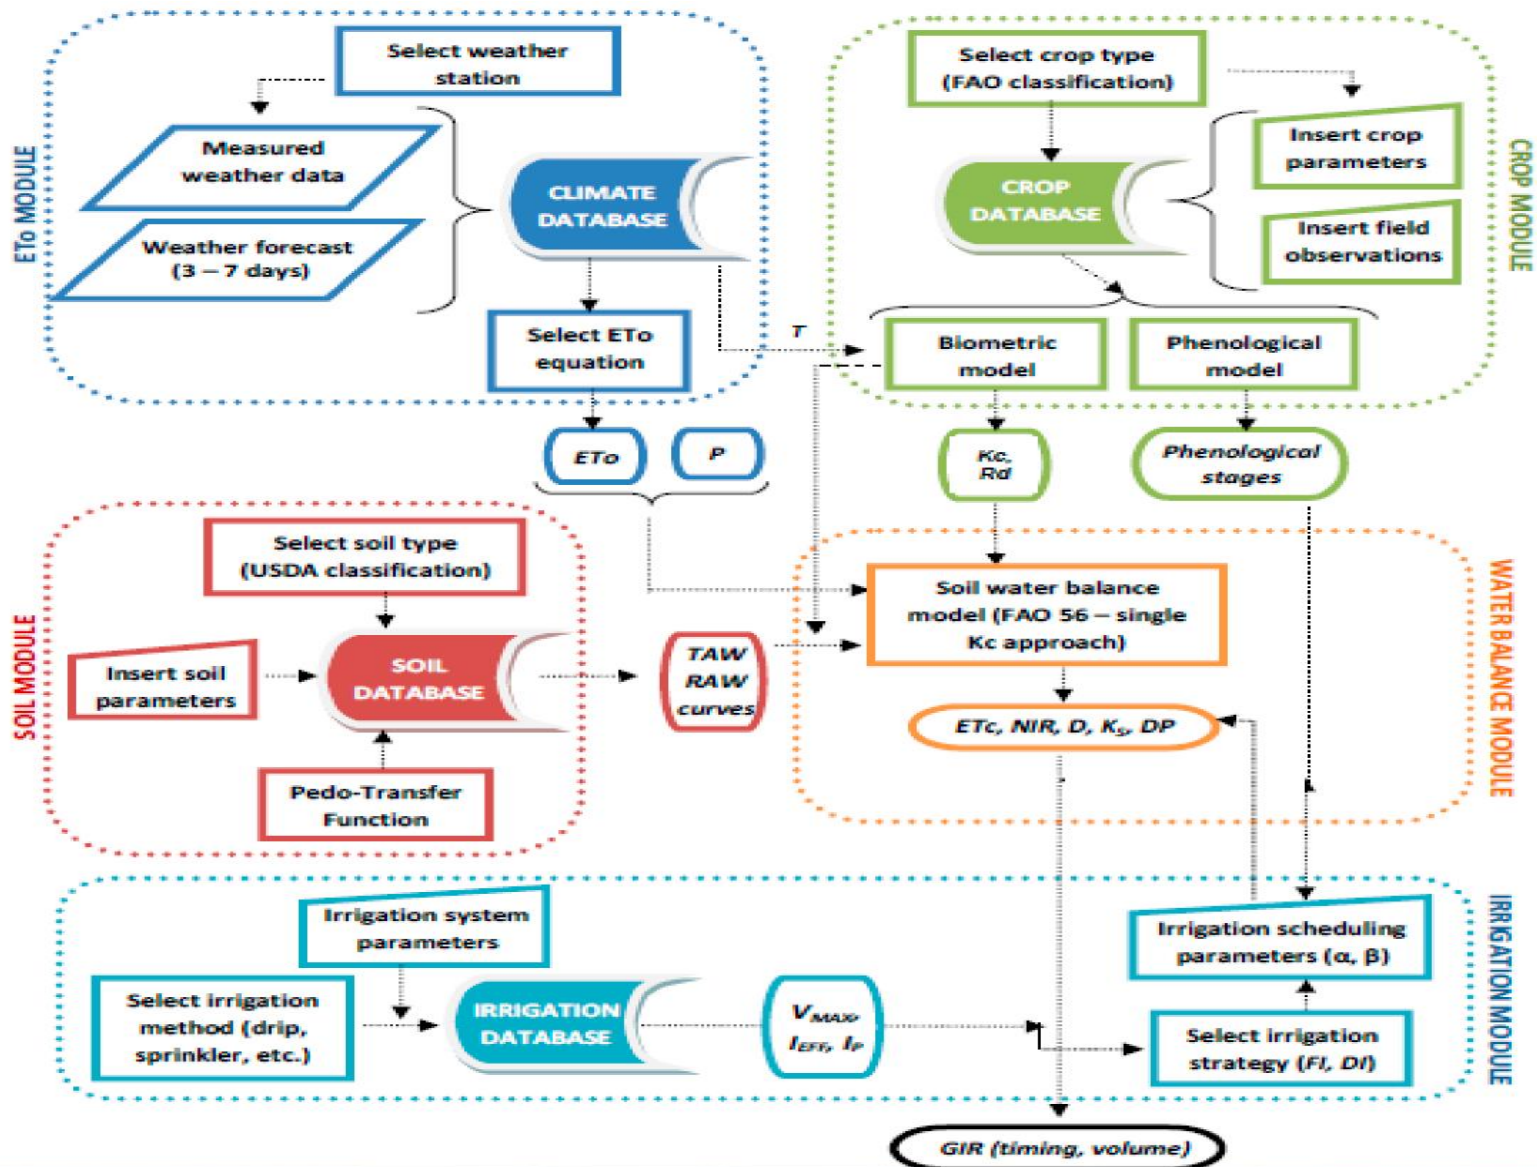 ETo MODULE
Select weather
station
Measured
weather data
Weather forecast
(3 – 7 days)
CLIMATE
DATABASE
Select ETo
equation
T
ETo
P
CROP MODULE
Select crop type
(FAO classification)
Insert crop
parameters
CROP
DATABASE
Insert field
observations
Biometric
model
Phenological
model
Kc,
Rd
Phenological
stages
SOIL MODULE
Select soil type
(USDA classification)
Insert soil
parameters
SOIL
DATABASE
Pedo-Transfer
Function
TAW
RAW
curves
WATER BALANCE MODULE
Soil water balance
model (FAO 56 – single
Kc approach)
ETc, NIR, D, KS, DP
IRRIGATION MODULE
Irrigation system
parameters
Select irrigation
method (drip,
sprinkler, etc.)
IRRIGATION
DATABASE
VMAX,
IEFF, IP
Irrigation scheduling
parameters (α, β)
Select irrigation
strategy (FI, DI)
GIR (timing, volume)